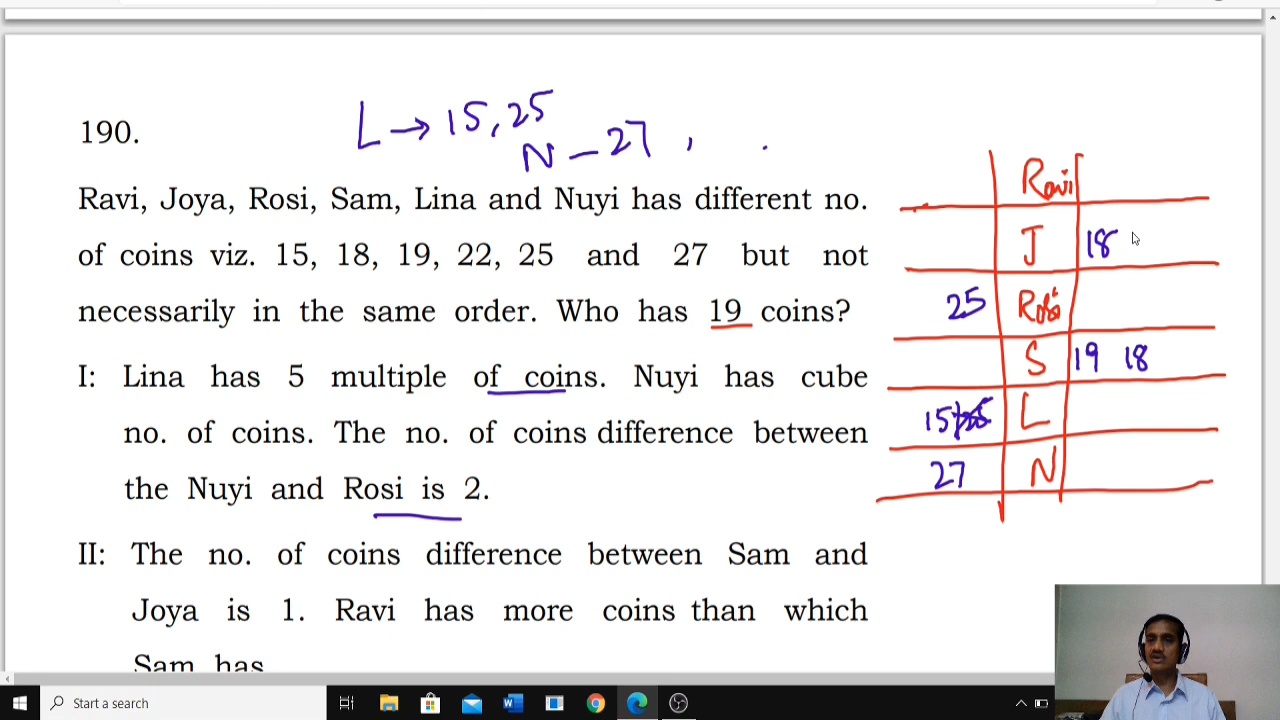 190.
L → 15, 25
N – 27 ,
Ravi, Joya, Rosi, Sam, Lina and Nuyi has different no.
of coins viz. 15, 18, 19, 22, 25 and 27 but not
necessarily in the same order. Who has 19 coins?
I: Lina has 5 multiple of coins. Nuyi has cube
no. of coins. The no. of coins difference between
the Nuyi and Rosi is 2.
II: The no. of coins difference between Sam and
Joya is 1. Ravi has more coins than which
Sam has
Ravi
J 18
25 Rosi
S 19 18
15 L
27 N
Start a search